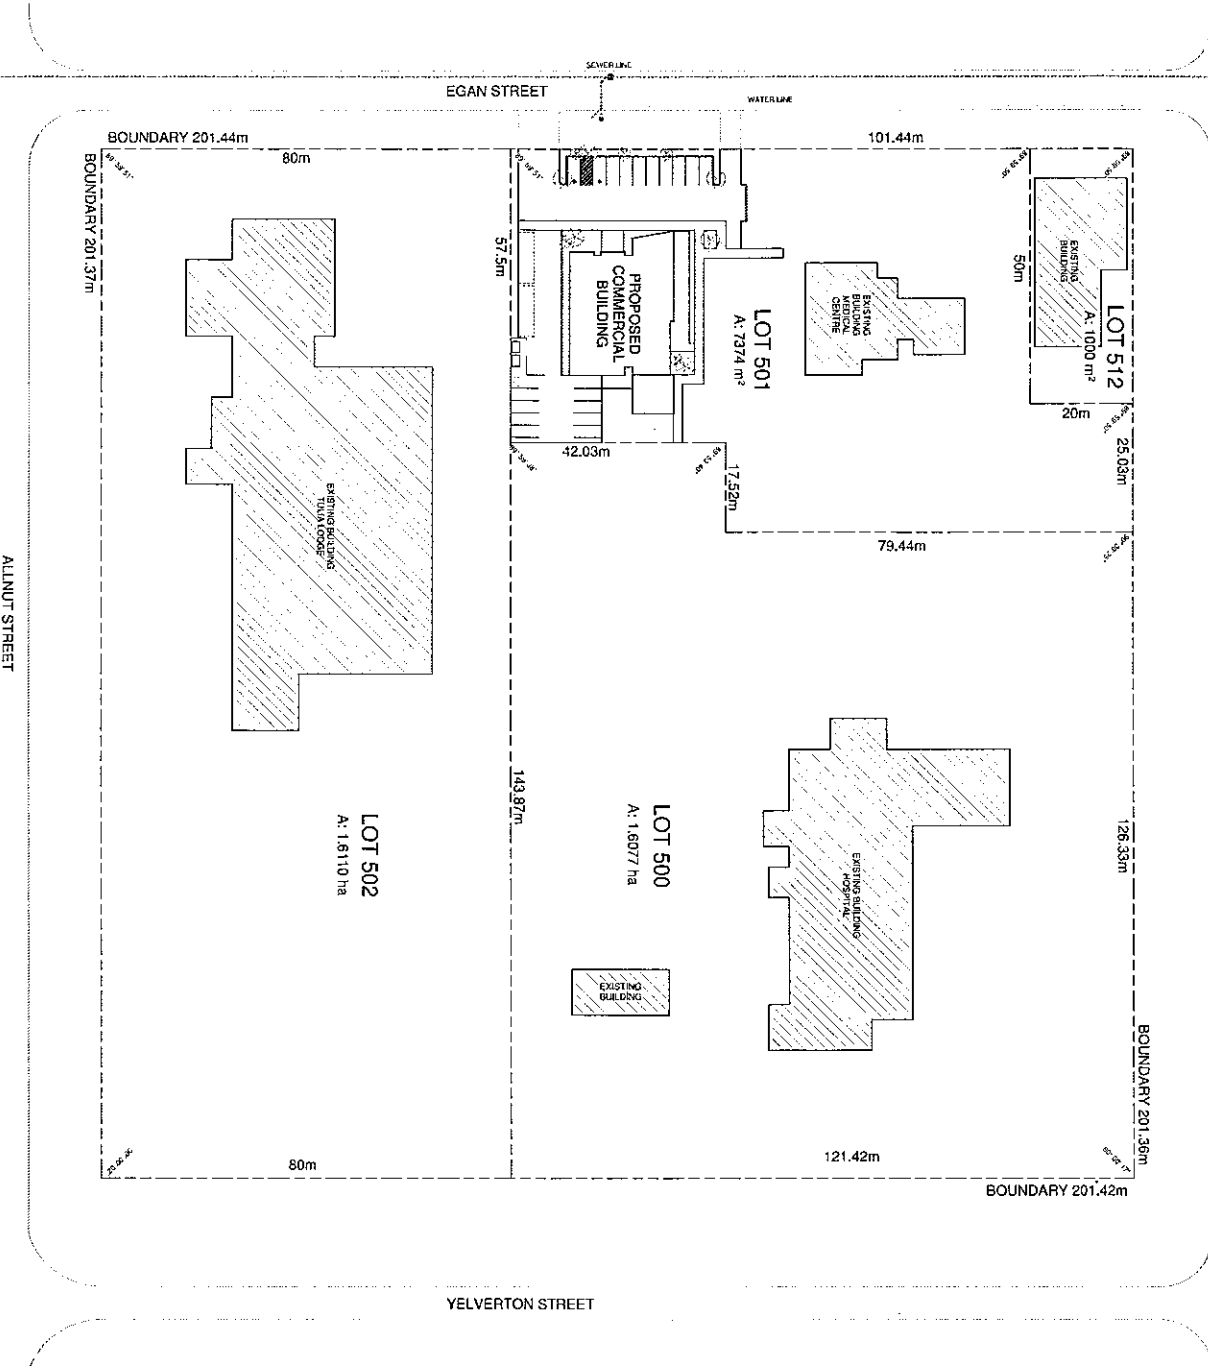 SEWER LINE
EGAN STREET
WATER LINE
BOUNDARY 201.44m
80m
101.44m
BOUNDARY 201.37m
57.5m
PROPOSED
COMMERCIAL
BUILDING
LOT 501
A: 7374 m²
EXISTING
BUILDING
MEDICAL
CENTRE
50m
EXISTING
BUILDING
LOT 512
A: 1000 m²
20m
25.03m
42.03m
17.52m
79.44m
EXISTING BUILDING
TUIA LODGE
ALLNUT STREET
143.87m
LOT 502
A: 1.6110 ha
LOT 500
A: 1.6077 ha
EXISTING BUILDING
HOSPITAL
126.33m
EXISTING
BUILDING
BOUNDARY 201.36m
80m
121.42m
BOUNDARY 201.42m
YELVERTON STREET